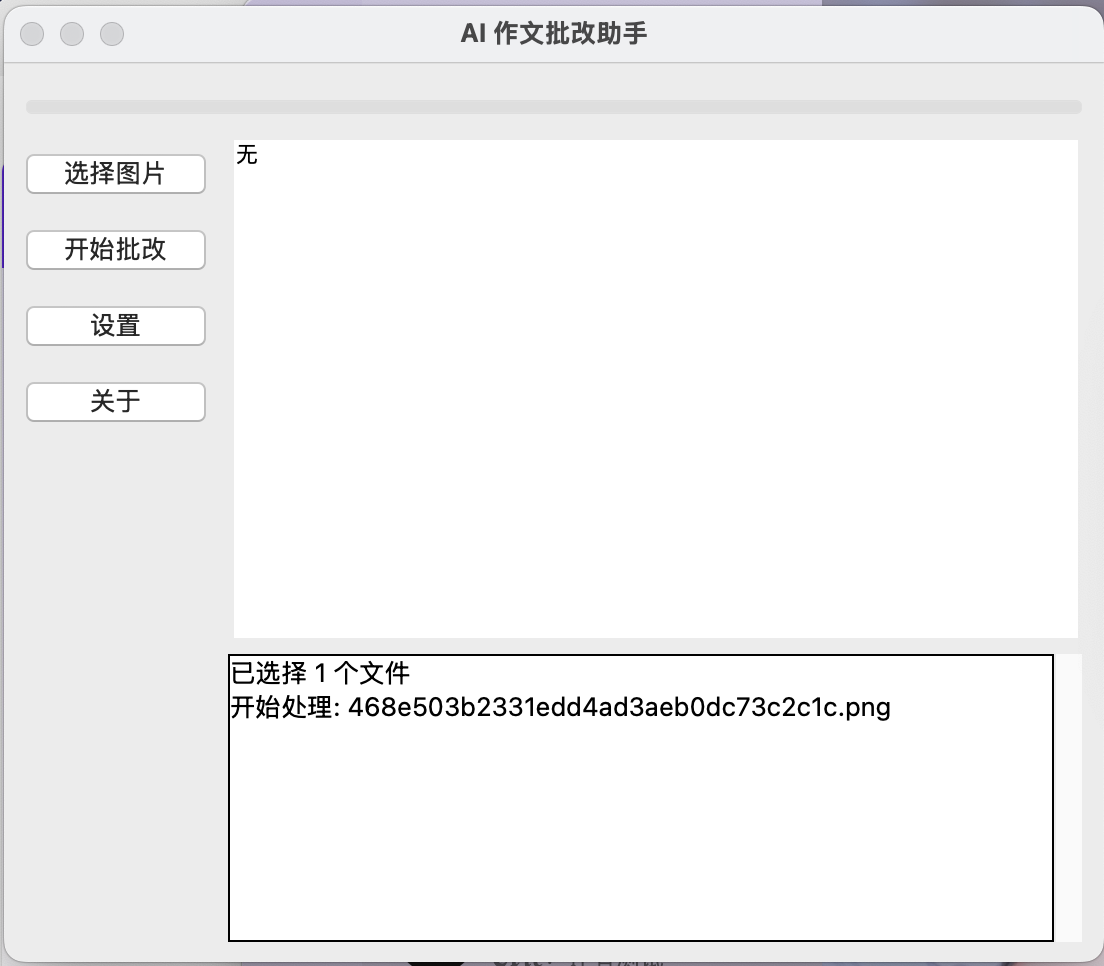 AI 作文批改助手
选择图片
开始批改
设置
关于
无
已选择 1 个文件
开始处理: 468e503b2331edd4ad3aeb0dc73c2c1c.png